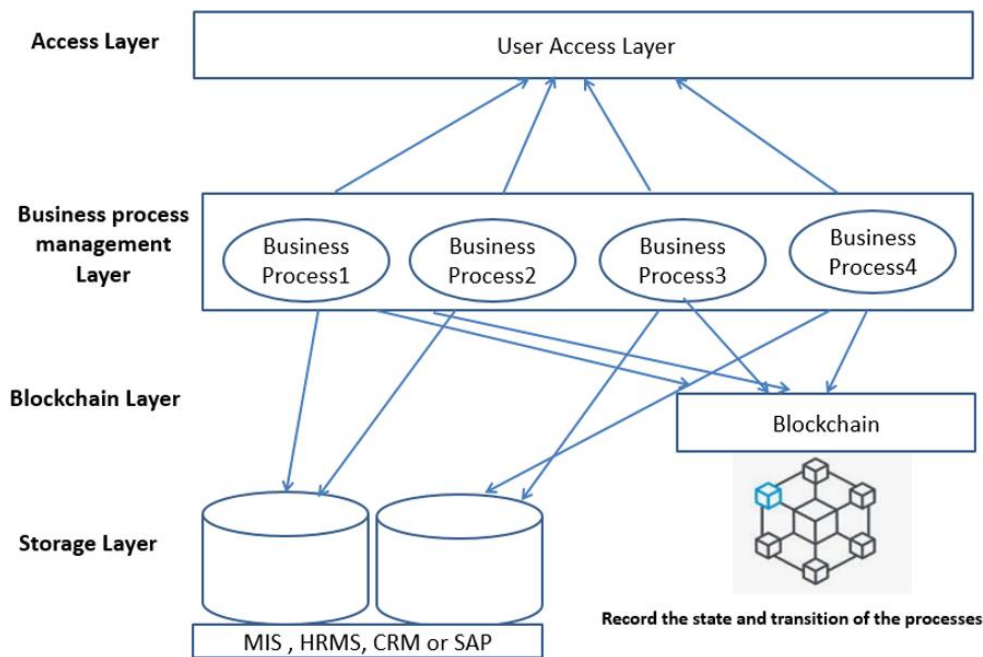 Access Layer
User Access Layer
Business process
management
Layer
Business
Process1
Business
Process2
Business
Process3
Business
Process4
Blockchain Layer
Blockchain
Storage Layer
Record the state and transition of the processes
MIS , HRMS, CRM or SAP